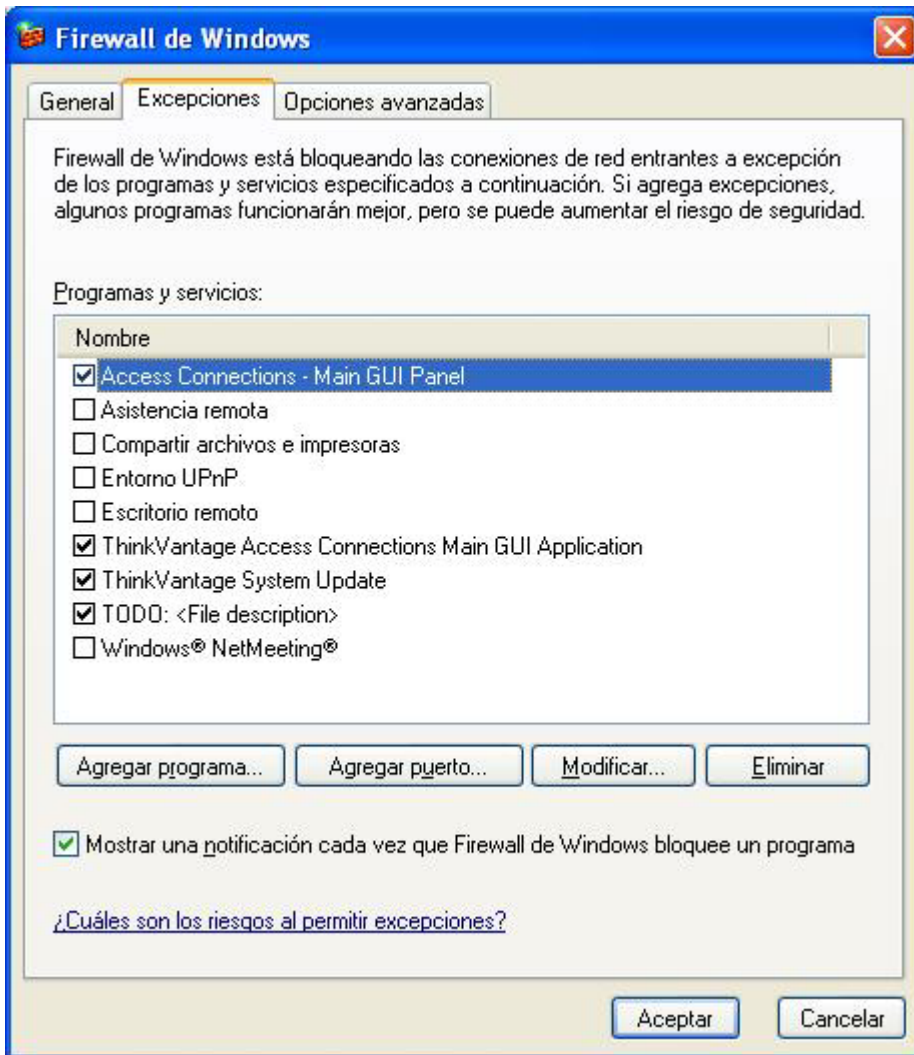 Firewall de Windows
General Excepciones Opciones avanzadas
Firewall de Windows está bloqueando las conexiones de red entrantes a excepción
de los programas y servicios especificados a continuación. Si agrega excepciones,
algunos programas funcionarán mejor, pero se puede aumentar el riesgo de seguridad.
Programas y servicios:
Nombre
Access Connections - Main GUI Panel
Asistencia remota
Compartir archivos e impresoras
Entorno UPnP
Escritorio remoto
ThinkVantage Access Connections Main GUI Application
ThinkVantage System Update
TODO: <File description>
Windows® NetMeeting®
Agregar programa... Agregar puerto... Modificar... Eliminar
Mostrar una notificación cada vez que Firewall de Windows bloquee un programa
¿Cuáles son los riesgos al permitir excepciones?
Aceptar Cancelar